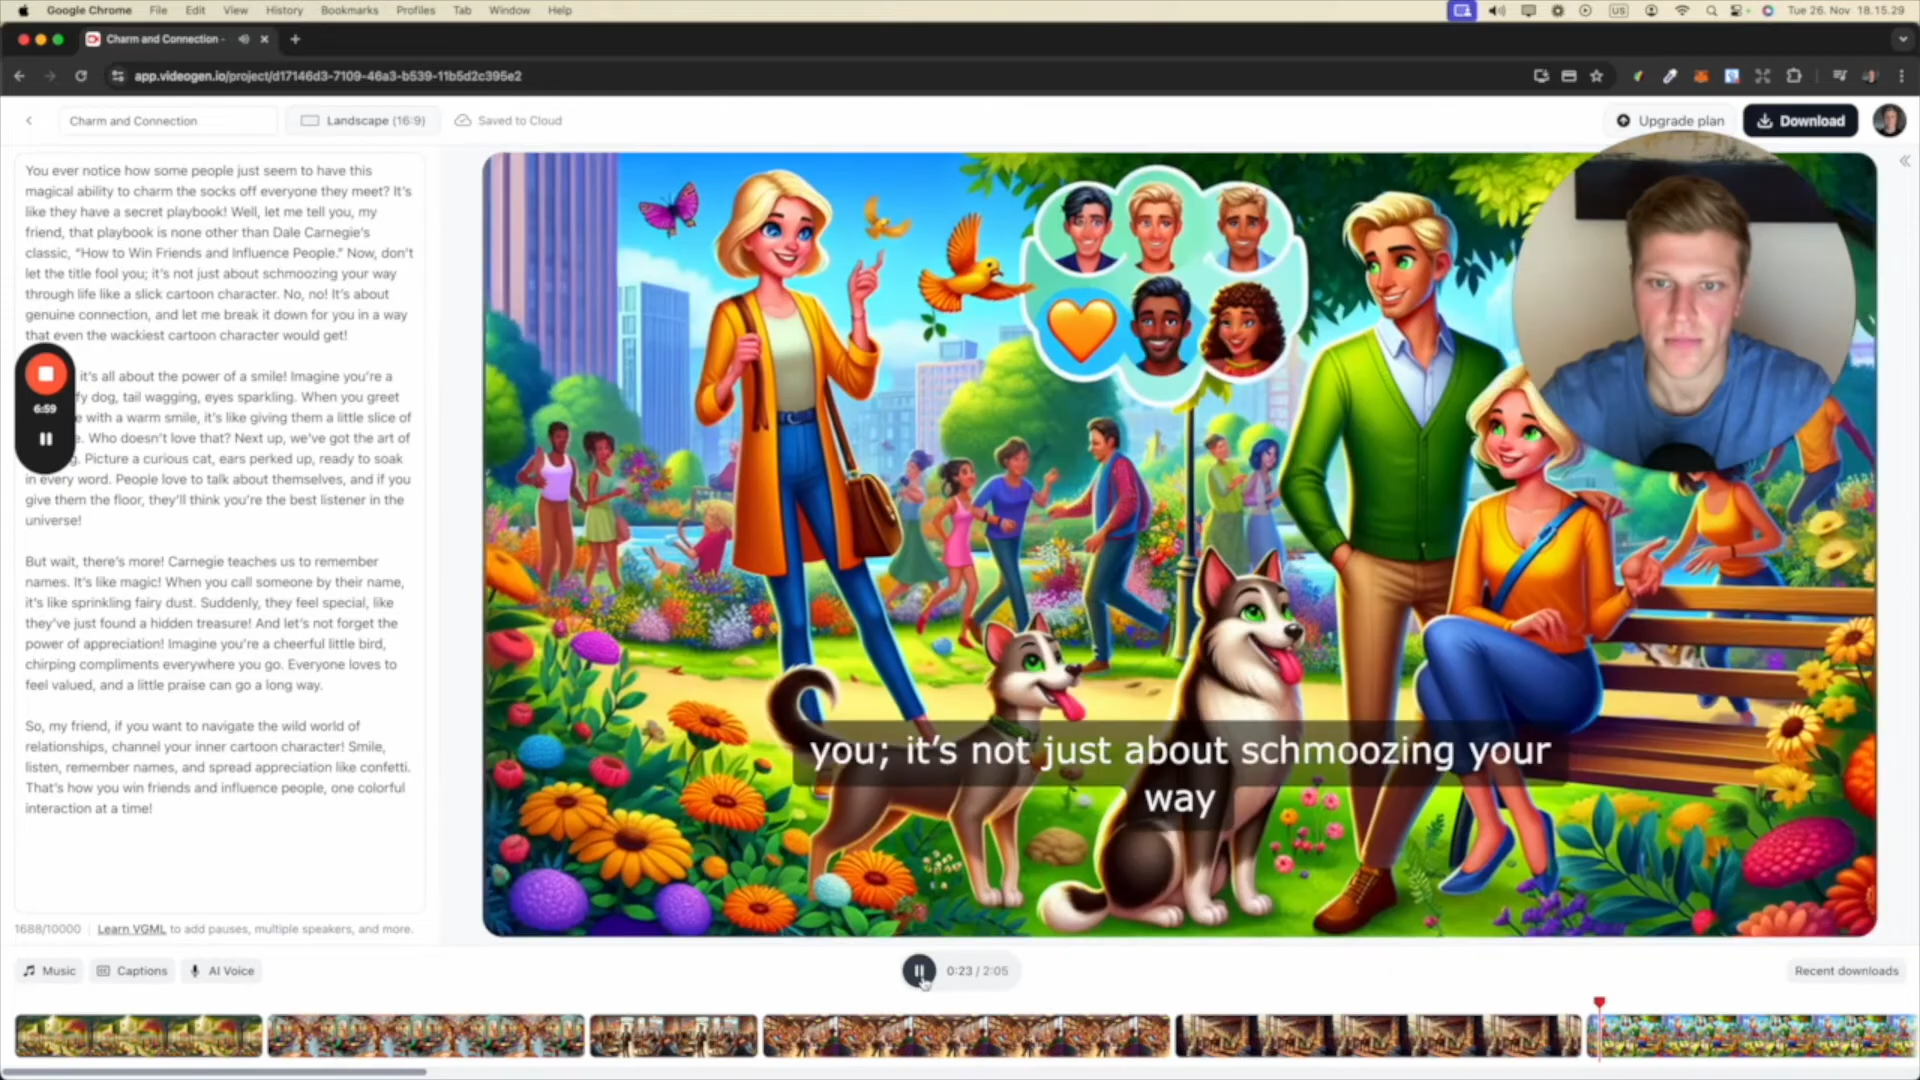 Google Chrome File Edit View History Bookmarks Profiles Tab Window Help US Tue 26. Nov 18.15.29
Charm and Connection -
app.videogen.io/project/d17146d3-7109-46a3-b539-11b5d2c395e2
Charm and Connection Landscape (16:9) Saved to Cloud Upgrade plan Download
You ever notice how some people just seem to have this
magical ability to charm the socks off everyone they meet? It's
like they have a secret playbook! Well, let me tell you, my
friend, that playbook is none other than Dale Carnegie's
classic, “How to Win Friends and Influence People.” Now, don't
let the title fool you; it's not just about schmoozing your way
through life like a slick cartoon character. No, no! It's about
genuine connection, and let me break it down for you in a way
that even the wackiest cartoon character would get!
it's all about the power of a smile! Imagine you're a
fy dog, tail wagging, eyes sparkling. When you greet
e with a warm smile, it's like giving them a little slice of
e. Who doesn't love that? Next up, we've got the art of
g. Picture a curious cat, ears perked up, ready to soak
in every word. People love to talk about themselves, and if you
give them the floor, they'll think you're the best listener in the
universe!
6:59
But wait, there's more! Carnegie teaches us to remember
names. It's like magic! When you call someone by their name,
it's like sprinkling fairy dust. Suddenly, they feel special, like
they've just found a hidden treasure! And let's not forget the
power of appreciation! Imagine you're a cheerful little bird,
chirping compliments everywhere you go. Everyone loves to
feel valued, and a little praise can go a long way.
So, my friend, if you want to navigate the wild world of
relationships, channel your inner cartoon character! Smile,
listen, remember names, and spread appreciation like confetti.
That's how you win friends and influence people, one colorful
interaction at a time!
1688/10000 Learn VGML to add pauses, multiple speakers, and more.
you; it's not just about schmoozing your
way
Music Captions AI Voice 0:23 / 2:05 Recent downloads